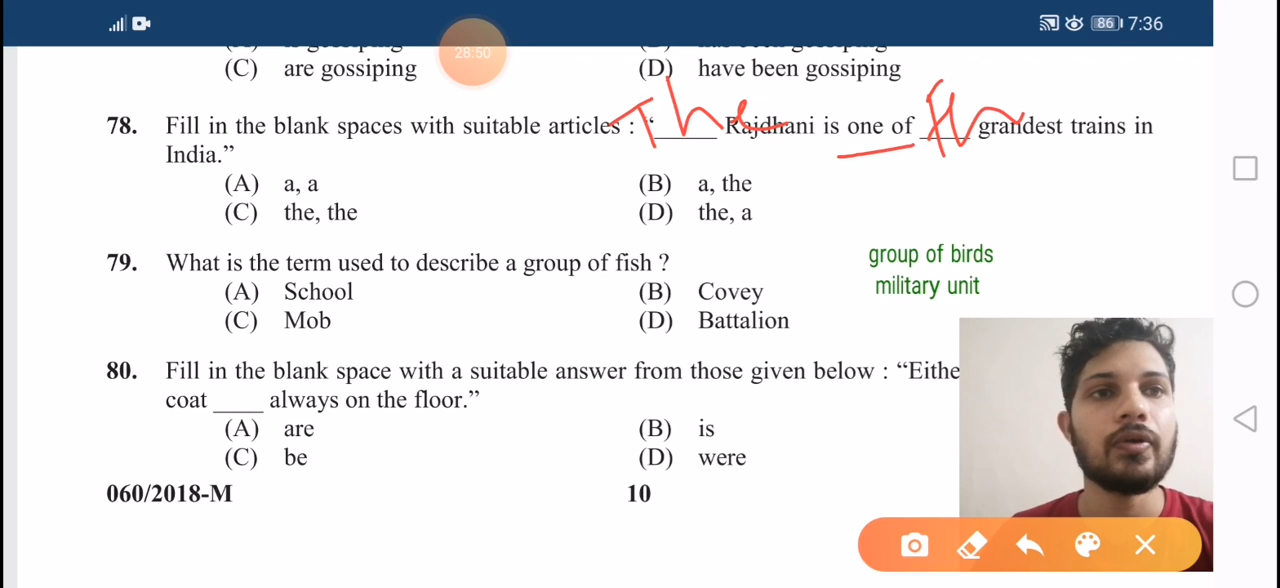 86 7:36
28:50
(C) are gossiping (D) have been gossiping
The the
78. Fill in the blank spaces with suitable articles : “_____ Rajdhani is one of _____ grandest trains in
India.”
(A) a, a (B) a, the
(C) the, the (D) the, a
79. What is the term used to describe a group of fish ?
group of birds
(A) School (B) Covey
military unit
(C) Mob (D) Battalion
80. Fill in the blank space with a suitable answer from those given below : “Eithe
coat _____ always on the floor.”
(A) are (B) is
(C) be (D) were
060/2018-M 10